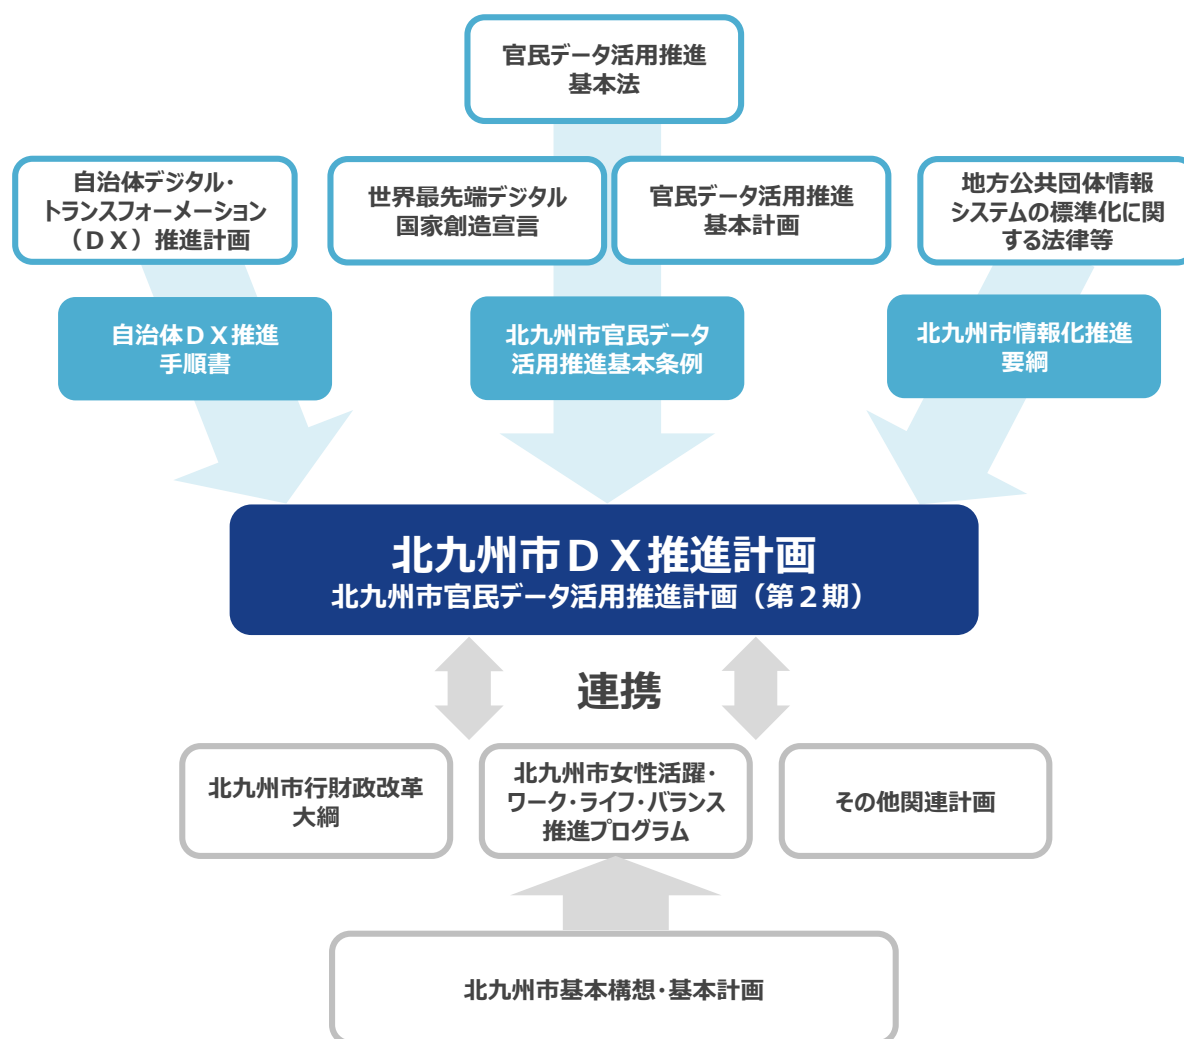 官民データ活用推進
基本法
自治体デジタル・
トランスフォーメーション
（ＤＸ）推進計画
世界最先端デジタル
国家創造宣言
官民データ活用推進
基本計画
地方公共団体情報
システムの標準化に関
する法律等
自治体ＤＸ推進
手順書
北九州市官民データ
活用推進基本条例
北九州市情報化推進
要綱
北九州市ＤＸ推進計画
北九州市官民データ活用推進計画（第２期）
連携
北九州市行財政改革
大綱
北九州市女性活躍・
ワーク・ライフ・バランス
推進プログラム
その他関連計画
北九州市基本構想・基本計画